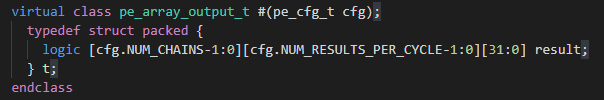 virtual class pe_array_output_t #(pe_cfg_t cfg);
typedef struct packed {
logic [cfg.NUM_CHAINS-1:0][cfg.NUM_RESULTS_PER_CYCLE-1:0][31:0] result;
} t;
endclass